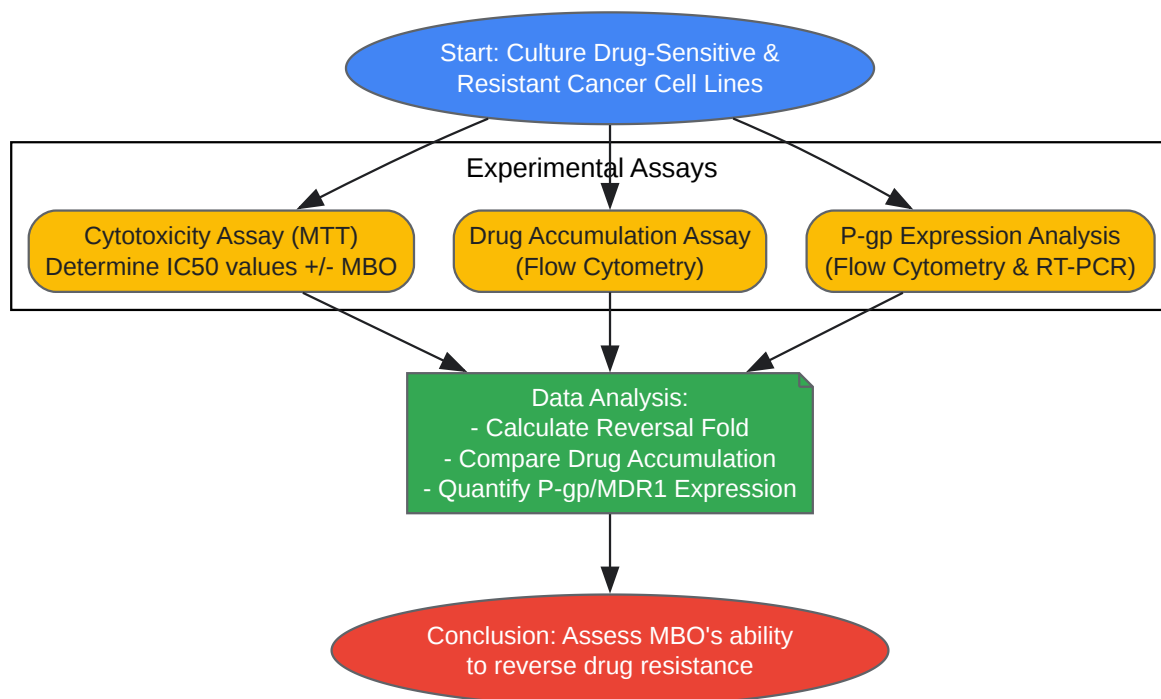 Start: Culture Drug-Sensitive &
Resistant Cancer Cell Lines
Experimental Assays
Cytotoxicity Assay (MTT)
Determine IC50 values +/- MBO
Drug Accumulation Assay
(Flow Cytometry)
P-gp Expression Analysis
(Flow Cytometry & RT-PCR)
Data Analysis:
- Calculate Reversal Fold
- Compare Drug Accumulation
- Quantify P-gp/MDR1 Expression
Conclusion: Assess MBO's ability
to reverse drug resistance